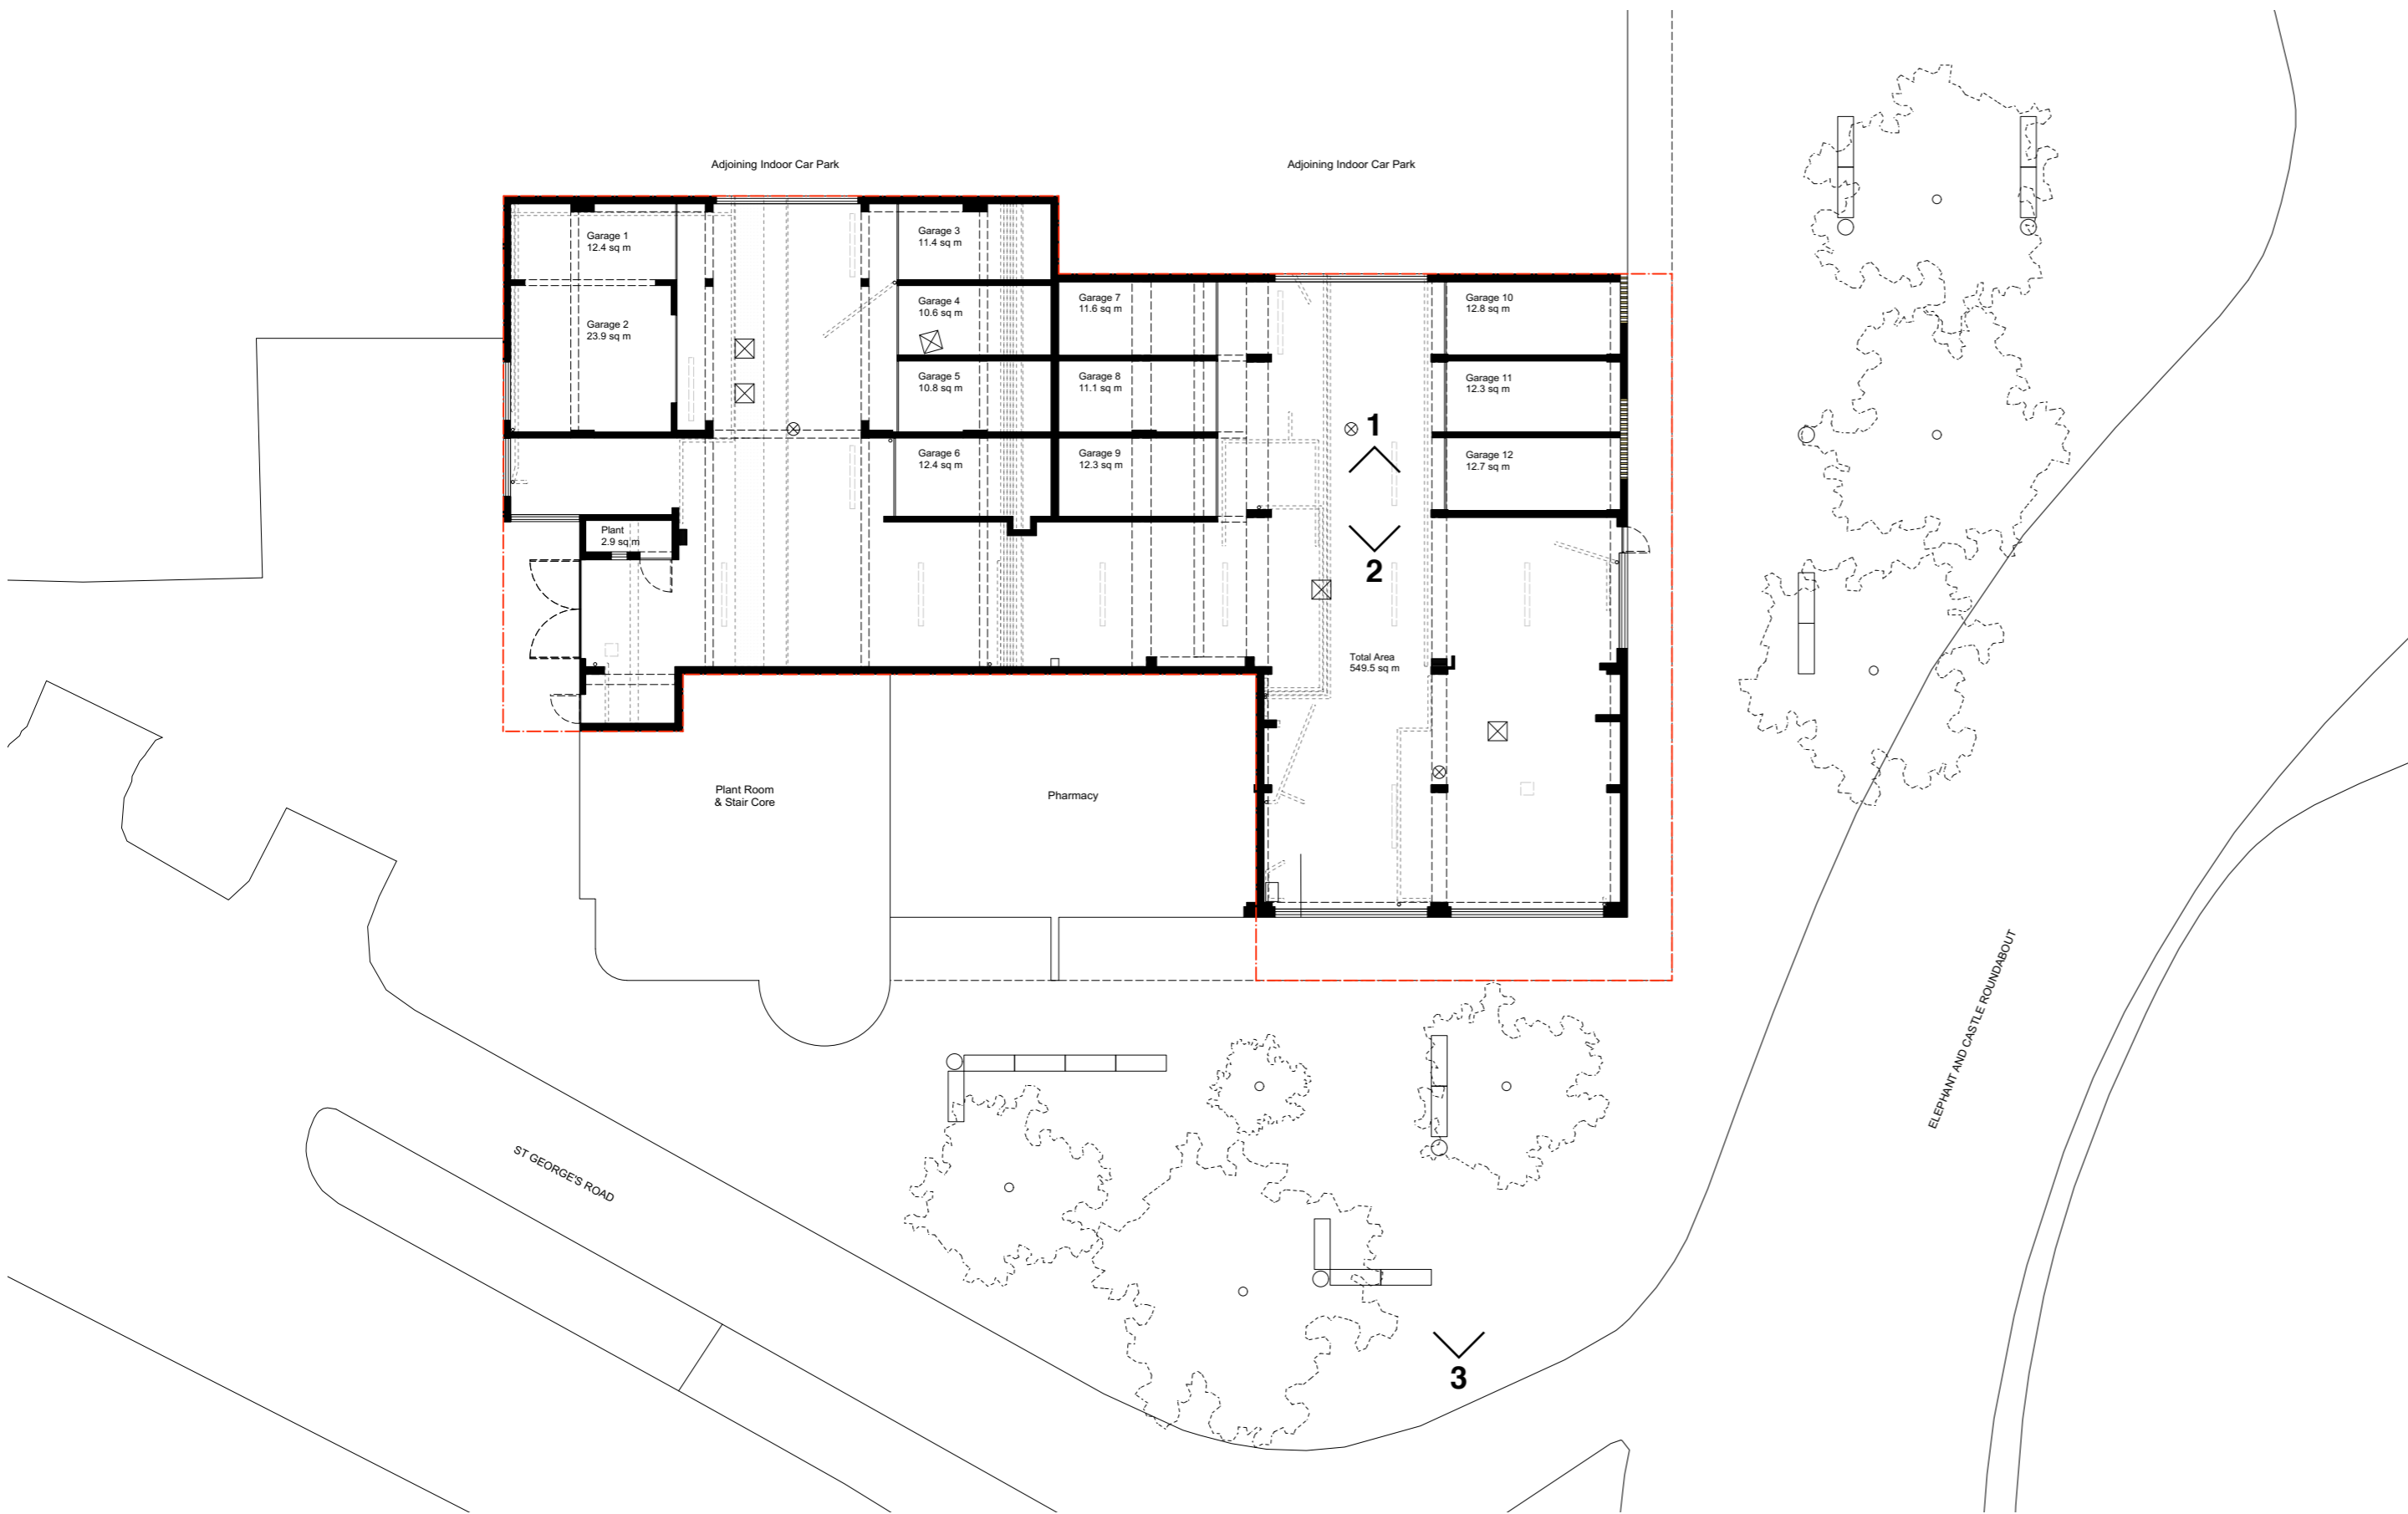 Adjoining Indoor Car Park
Adjoining Indoor Car Park
Garage 1
12.4 sq m
Garage 3
11.4 sq m
Garage 2
23.9 sq m
Garage 4
10.6 sq m
Garage 7
11.6 sq m
Garage 10
12.8 sq m
Garage 5
10.8 sq m
Garage 8
11.1 sq m
Garage 11
12.3 sq m
1
Garage 6
12.4 sq m
Garage 9
12.3 sq m
Garage 12
12.7 sq m
Plant
2.9 sq m
2
Total Area
549.5 sq m
Plant Room
& Stair Core
Pharmacy
ELEPHANT AND CASTLE ROUNDABOUT
ST GEORGE'S ROAD
3